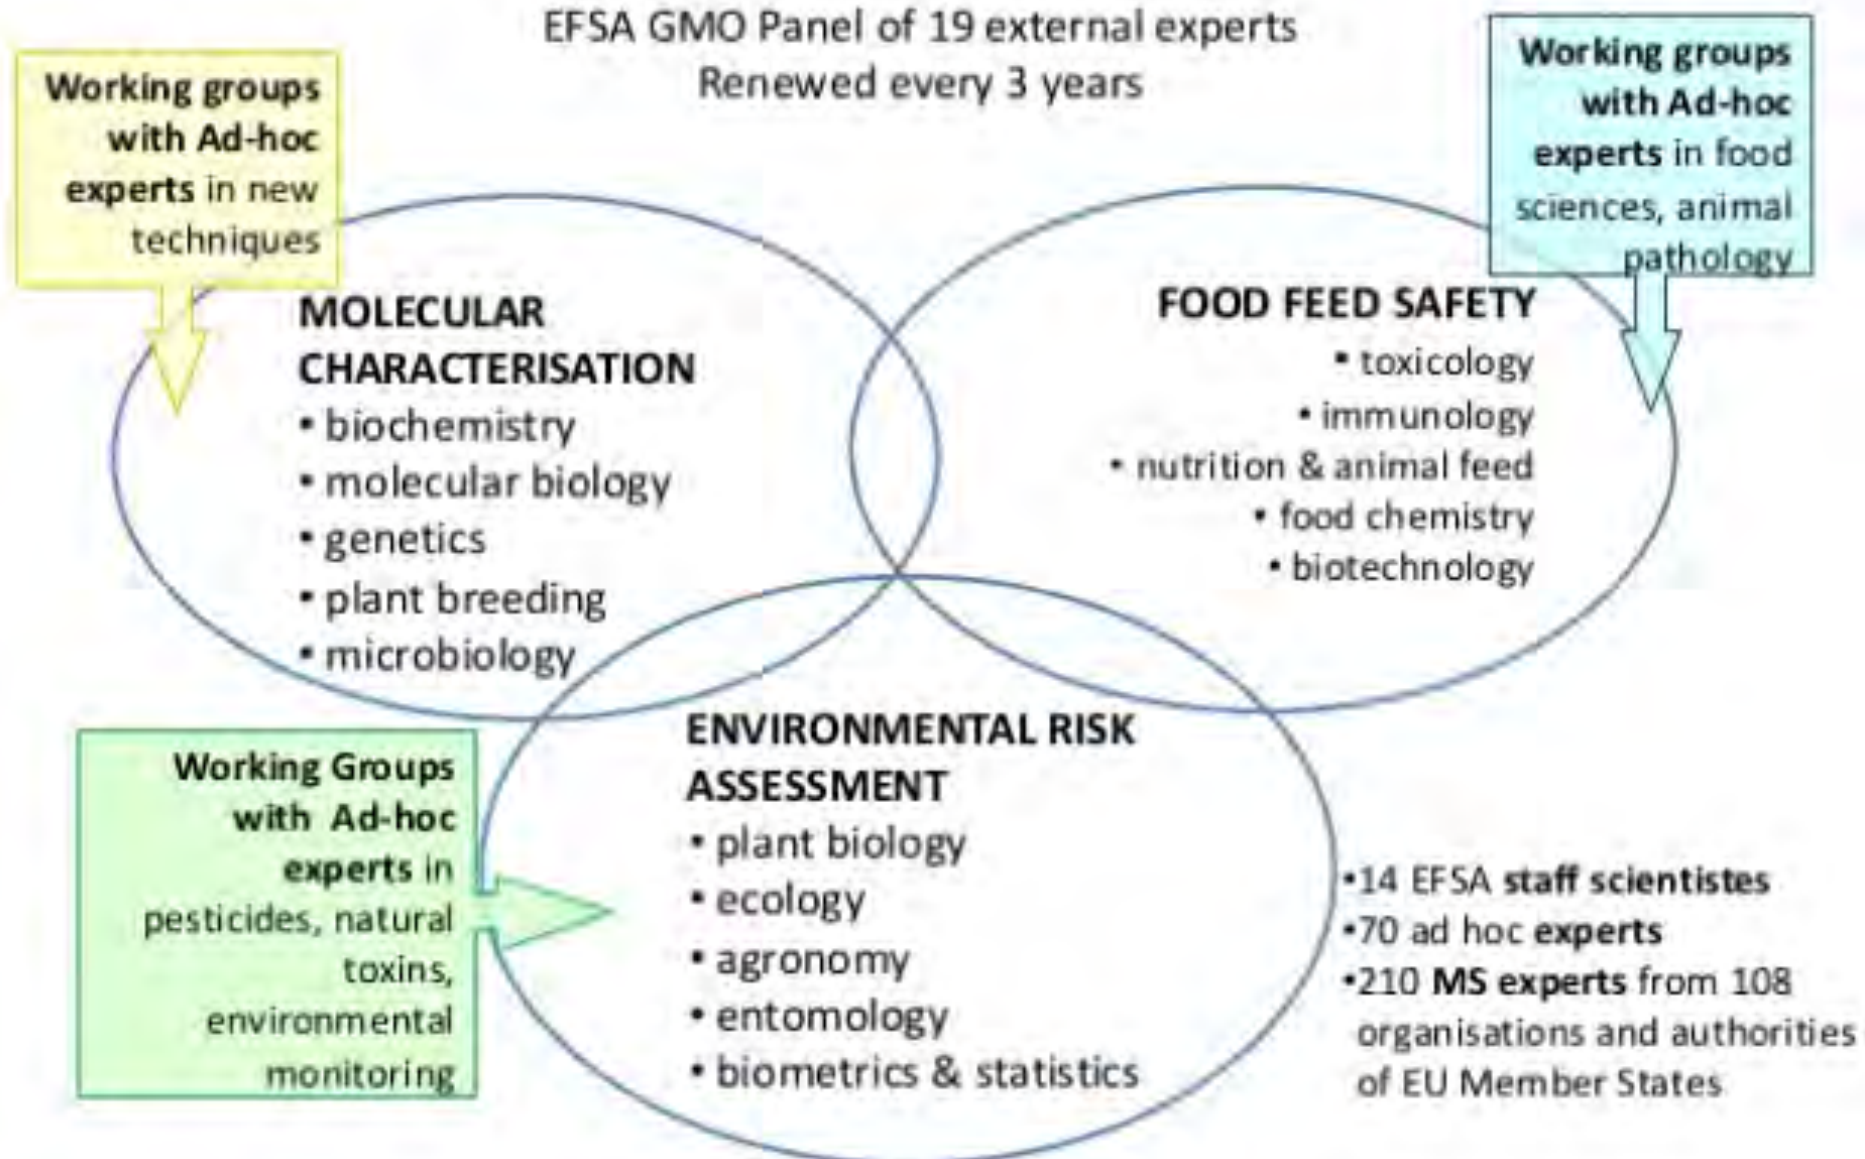 EFSA GMO Panel of 19 external experts
Renewed every 3 years
Working groups
with Ad-hoc
experts in new
techniques
Working groups
with Ad-hoc
experts in food
sciences, animal
pathology
MOLECULAR
CHARACTERISATION
• biochemistry
• molecular biology
• genetics
• plant breeding
• microbiology
FOOD FEED SAFETY
• toxicology
• immunology
• nutrition & animal feed
• food chemistry
• biotechnology
Working Groups
with Ad-hoc
experts in
pesticides, natural
toxins,
environmental
monitoring
ENVIRONMENTAL RISK
ASSESSMENT
• plant biology
• ecology
• agronomy
• entomology
• biometrics & statistics
•14 EFSA staff scientistes
•70 ad hoc experts
•210 MS experts from 108
organisations and authorities
of EU Member States